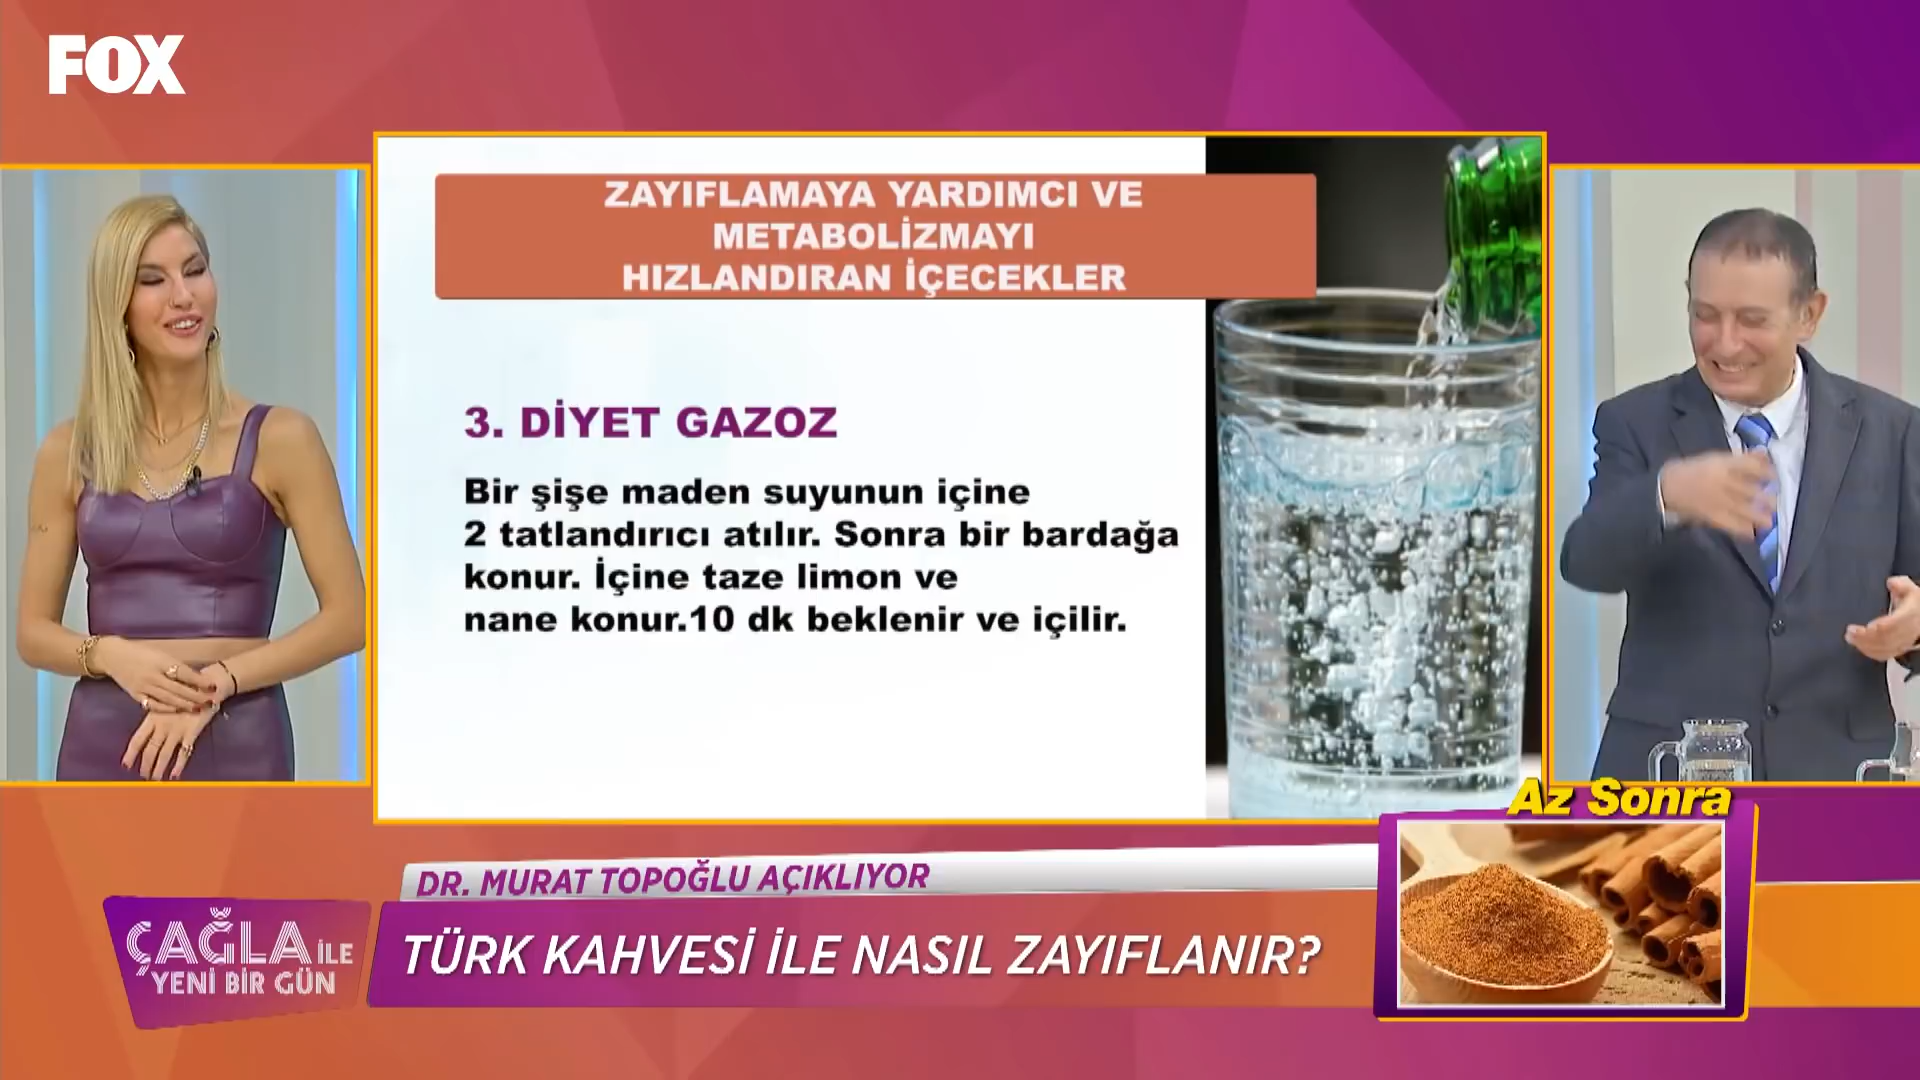 FOX
ZAYIFLAMAYA YARDIMCI VE
METABOLİZMAYI
HIZLANDIRAN İÇECEKLER
3. DİYET GAZOZ
Bir şişe maden suyunun içine
2 tatlandırıcı atılır. Sonra bir bardağa
konur. İçine taze limon ve
nane konur.10 dk beklenir ve içilir.
Az Sonra
DR. MURAT TOPOĞLU AÇIKLIYOR
TÜRK KAHVESİ İLE NASIL ZAYIFLANIR?
ÇAĞLA İLE
YENİ BİR GÜN